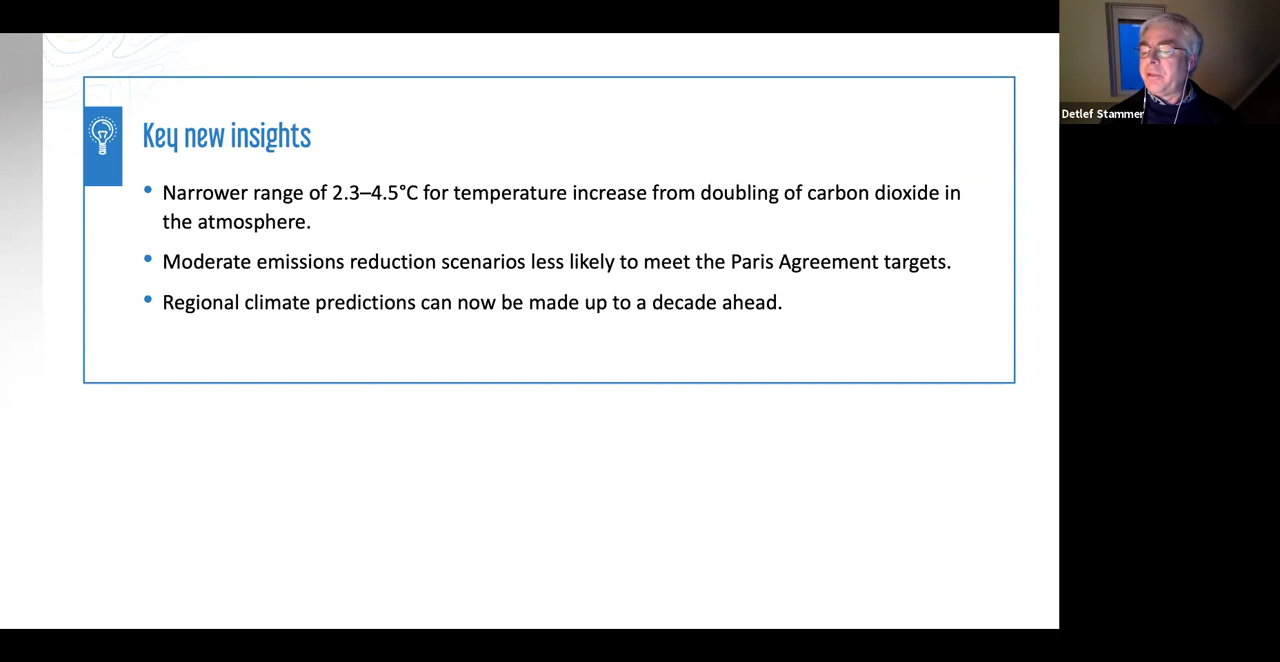 Key new insights
• Narrower range of 2.3–4.5°C for temperature increase from doubling of carbon dioxide in
the atmosphere.
• Moderate emissions reduction scenarios less likely to meet the Paris Agreement targets.
• Regional climate predictions can now be made up to a decade ahead.
Detlef Stammer